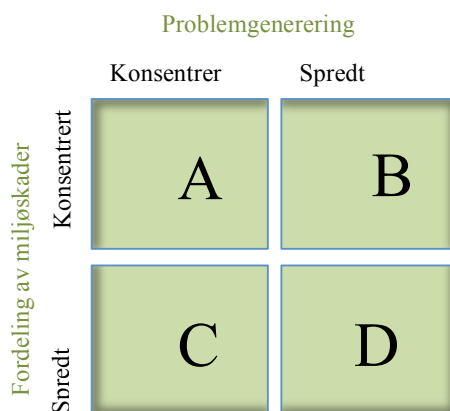 Problemgenerering
Konsentrer
Spredt
Fordeling av miljøskader
Konsentrert
A
B
Spredt
C
D